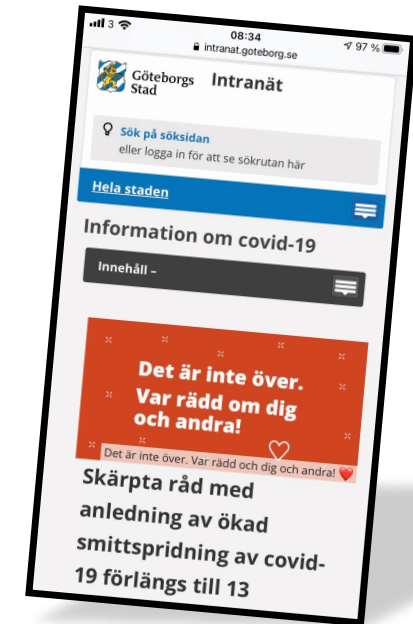 3
08:34
97 %
intranat.goteborg.se
Göteborgs
Stad
Intranät
Sök på söksidan
eller logga in för att se sökrutan här
Hela staden
Information om covid-19
Innehåll –
Det är inte över.
Var rädd om dig
och andra!
Det är inte över. Var rädd och dig och andra! ❤️
Skärpta råd med
anledning av ökad
smittspridning av covid-
19 förlängs till 13